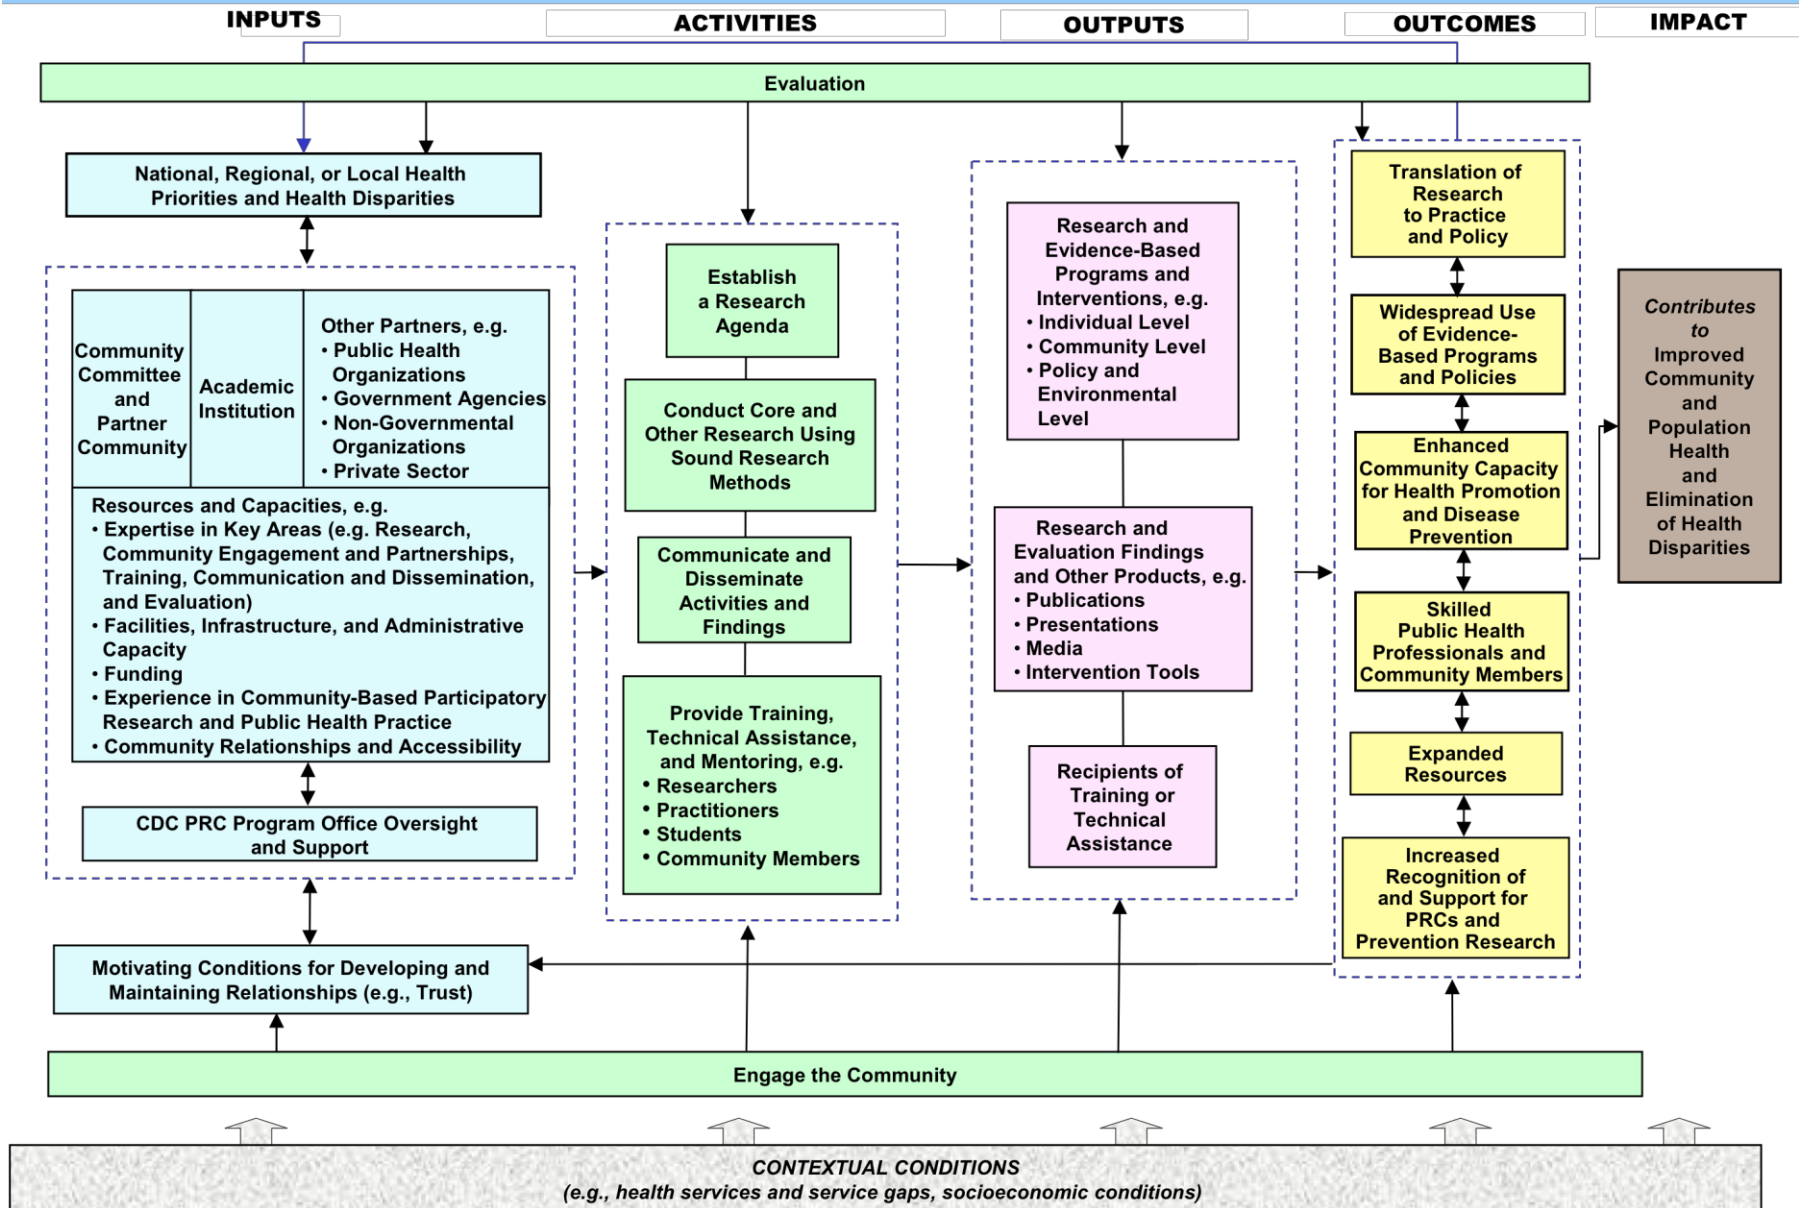 INPUTS
ACTIVITIES
OUTPUTS
OUTCOMES
IMPACT
Evaluation
National, Regional, or Local Health
Priorities and Health Disparities
Community
Committee
and
Partner
Community
Academic
Institution
Other Partners, e.g.
• Public Health
Organizations
• Government Agencies
• Non-Governmental
Organizations
• Private Sector
Resources and Capacities, e.g.
• Expertise in Key Areas (e.g. Research,
Community Engagement and Partnerships,
Training, Communication and Dissemination,
and Evaluation)
• Facilities, Infrastructure, and Administrative
Capacity
• Funding
• Experience in Community-Based Participatory
Research and Public Health Practice
• Community Relationships and Accessibility
CDC PRC Program Office Oversight
and Support
Motivating Conditions for Developing and
Maintaining Relationships (e.g., Trust)
Establish
a Research
Agenda
Conduct Core and
Other Research Using
Sound Research
Methods
Communicate and
Disseminate
Activities and
Findings
Provide Training,
Technical Assistance,
and Mentoring, e.g.
• Researchers
• Practitioners
• Students
• Community Members
Research and
Evidence-Based
Programs and
Interventions, e.g.
• Individual Level
• Community Level
• Policy and
Environmental
Level
Research and
Evaluation Findings
and Other Products, e.g.
• Publications
• Presentations
• Media
• Intervention Tools
Recipients of
Training or
Technical
Assistance
Translation of
Research
to Practice
and Policy
Widespread Use
of Evidence-
Based Programs
and Policies
Enhanced
Community Capacity
for Health Promotion
and Disease
Prevention
Skilled
Public Health
Professionals and
Community Members
Expanded
Resources
Increased
Recognition of
and Support for
PRCs and
Prevention Research
Contributes
to
Improved
Community
and
Population
Health
and
Elimination
of Health
Disparities
Engage the Community
CONTEXTUAL CONDITIONS
(e.g., health services and service gaps, socioeconomic conditions)